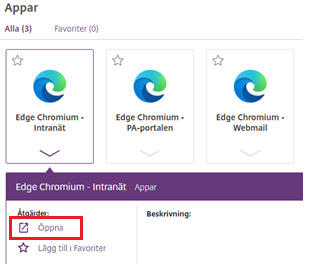 Appar
Alla (3) Favoriter (0)
Edge Chromium - Intranät
Edge Chromium - PA-portalen
Edge Chromium - Webmail
Edge Chromium - Intranät Appar
Åtgärder: Beskrivning:
Öppna
Lägg till i Favoriter